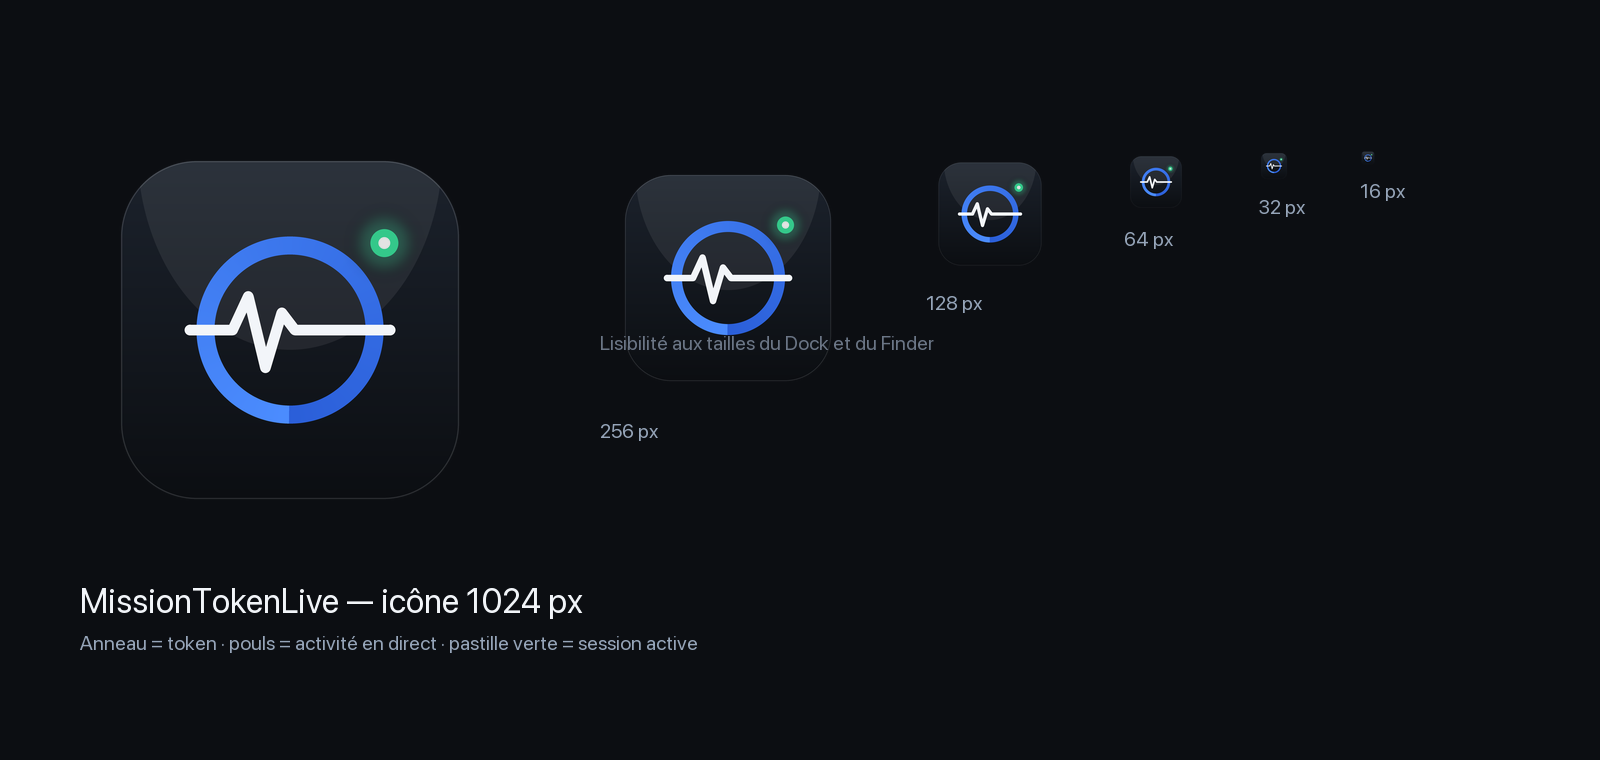 16 px
32 px
64 px
128 px
Lisibilité aux tailles du Dock et du Finder
256 px
MissionTokenLive — icône 1024 px
Anneau = token · pouls = activité en direct · pastille verte = session active